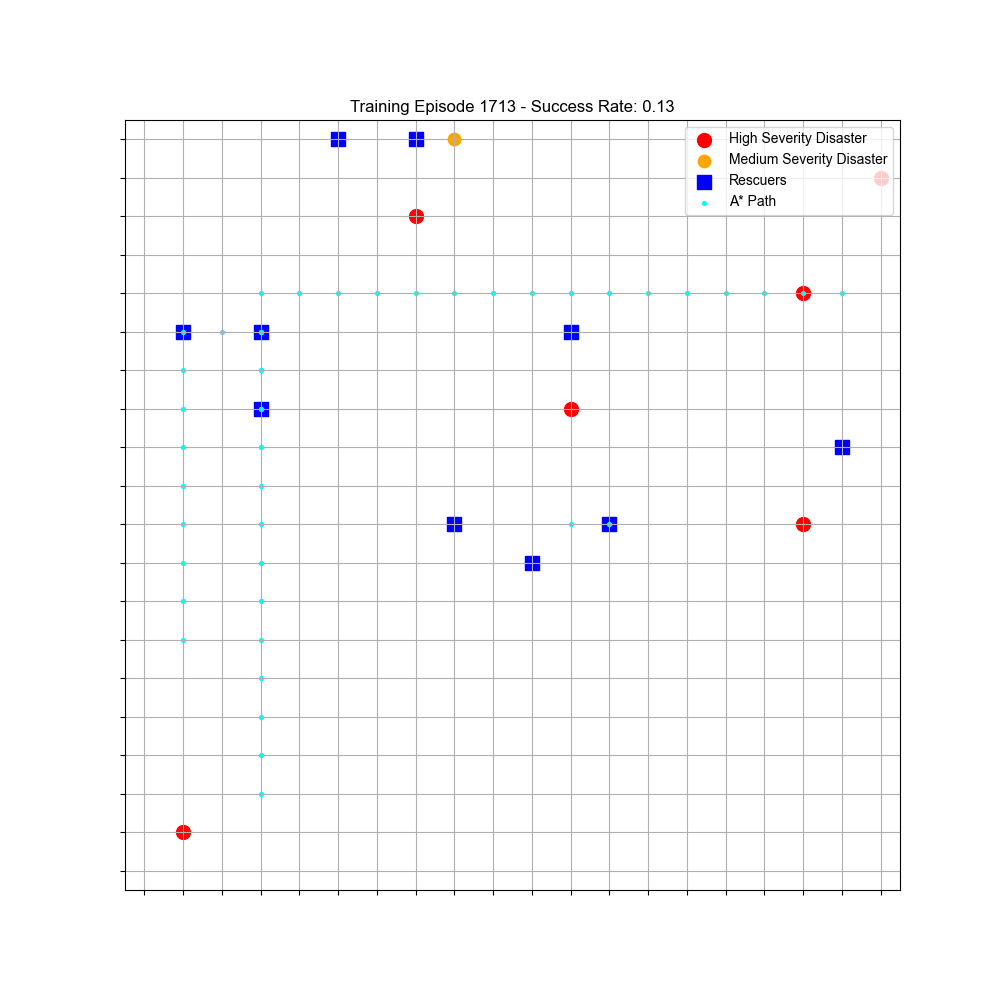 Training Episode 1713 - Success Rate: 0.13
High Severity Disaster
Medium Severity Disaster
Rescuers
A* Path